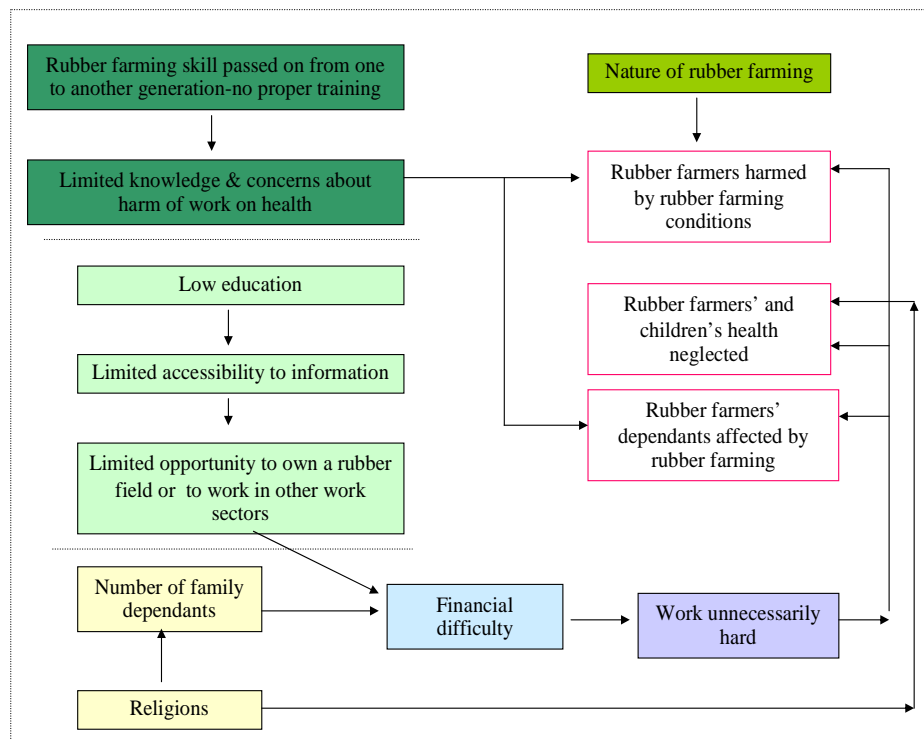 Rubber farming skill passed on from one
to another generation-no proper training
Nature of rubber farming
Limited knowledge & concerns about
harm of work on health
Rubber farmers harmed
by rubber farming
conditions
Low education
Rubber farmers' and
children's health
neglected
Limited accessibility to information
Rubber farmers'
dependants affected by
rubber farming
Limited opportunity to own a rubber
field or to work in other work
sectors
Number of family
dependants
Financial
difficulty
Work unnecessarily
hard
Religions